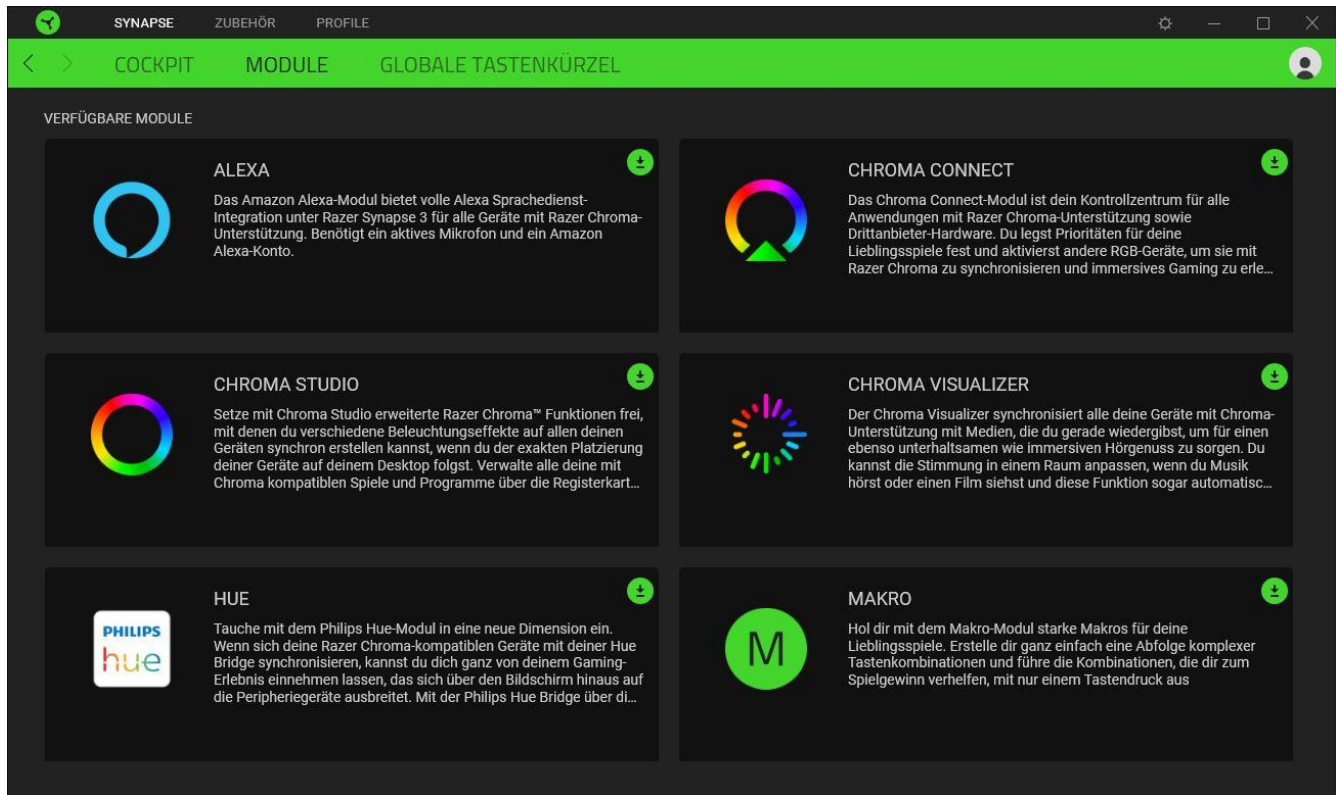 SYNAPSE ZUBEHÖR PROFILE
COCKPIT MODULE GLOBALE TASTENKÜRZEL
VERFÜGBARE MODULE
ALEXA
Das Amazon Alexa-Modul bietet volle Alexa Sprachedienst-
Integration unter Razer Synapse 3 für alle Geräte mit Razer Chroma-
Unterstützung. Benötigt ein aktives Mikrofon und ein Amazon
Alexa-Konto.
CHROMA CONNECT
Das Chroma Connect-Modul ist dein Kontrollzentrum für alle
Anwendungen mit Razer Chroma-Unterstützung sowie
Drittanbieter-Hardware. Du legst Prioritäten für deine
Lieblingsspiele fest und aktivierst andere RGB-Geräte, um sie mit
Razer Chroma zu synchronisieren und immersives Gaming zu erle...
CHROMA STUDIO
Setze mit Chroma Studio erweiterte Razer Chroma™ Funktionen frei,
mit denen du verschiedene Beleuchtungseffekte auf allen deinen
Geräten synchron erstellen kannst, wenn du der exakten Platzierung
deiner Geräte auf deinem Desktop folgst. Verwalte alle deine mit
Chroma kompatiblen Spiele und Programme über die Registerkart...
CHROMA VISUALIZER
Der Chroma Visualizer synchronisiert alle deine Geräte mit Chroma-
Unterstützung mit Medien, die du gerade wiedergibst, um für einen
ebenso unterhaltsamen wie immersiven Hörgenuss zu sorgen. Du
kannst die Stimmung in einem Raum anpassen, wenn du Musik
hörst oder einen Film siehst und diese Funktion sogar automatisc...
PHILIPS
hue
HUE
Tauche mit dem Philips Hue-Modul in eine neue Dimension ein.
Wenn sich deine Razer Chroma-kompatiblen Geräte mit deiner Hue
Bridge synchronisieren, kannst du dich ganz von deinem Gaming-
Erlebnis einnehmen lassen, das sich über den Bildschirm hinaus auf
die Peripheriegeräte ausbreitet. Mit der Philips Hue Bridge über di...
M
MAKRO
Hol dir mit dem Makro-Modul starke Makros für deine
Lieblingsspiele. Erstelle dir ganz einfach eine Abfolge komplexer
Tastenkombinationen und führe die Kombinationen, die dir zum
Spielgewinn verhelfen, mit nur einem Tastendruck aus